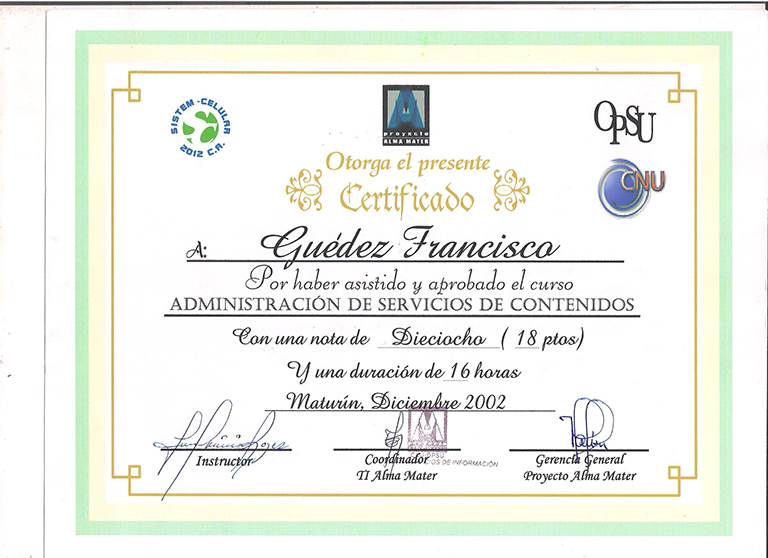 SISTEM-CELULAR
2012 C.A.
proyecto
ALMA MATER
OPSU
CNU
Otorga el presente
Certificado
A: Guédez Francisco
Por haber asistido y aprobado el curso
ADMINISTRACIÓN DE SERVICIOS DE CONTENIDOS
Con una nota de Dieciocho ( 18 ptos)
Y una duración de 16 horas
Maturín, Diciembre 2002
Instructor
Coordinador
TI Alma Mater
OPSU
DE INFORMACIÓN
Gerencia General
Proyecto Alma Mater